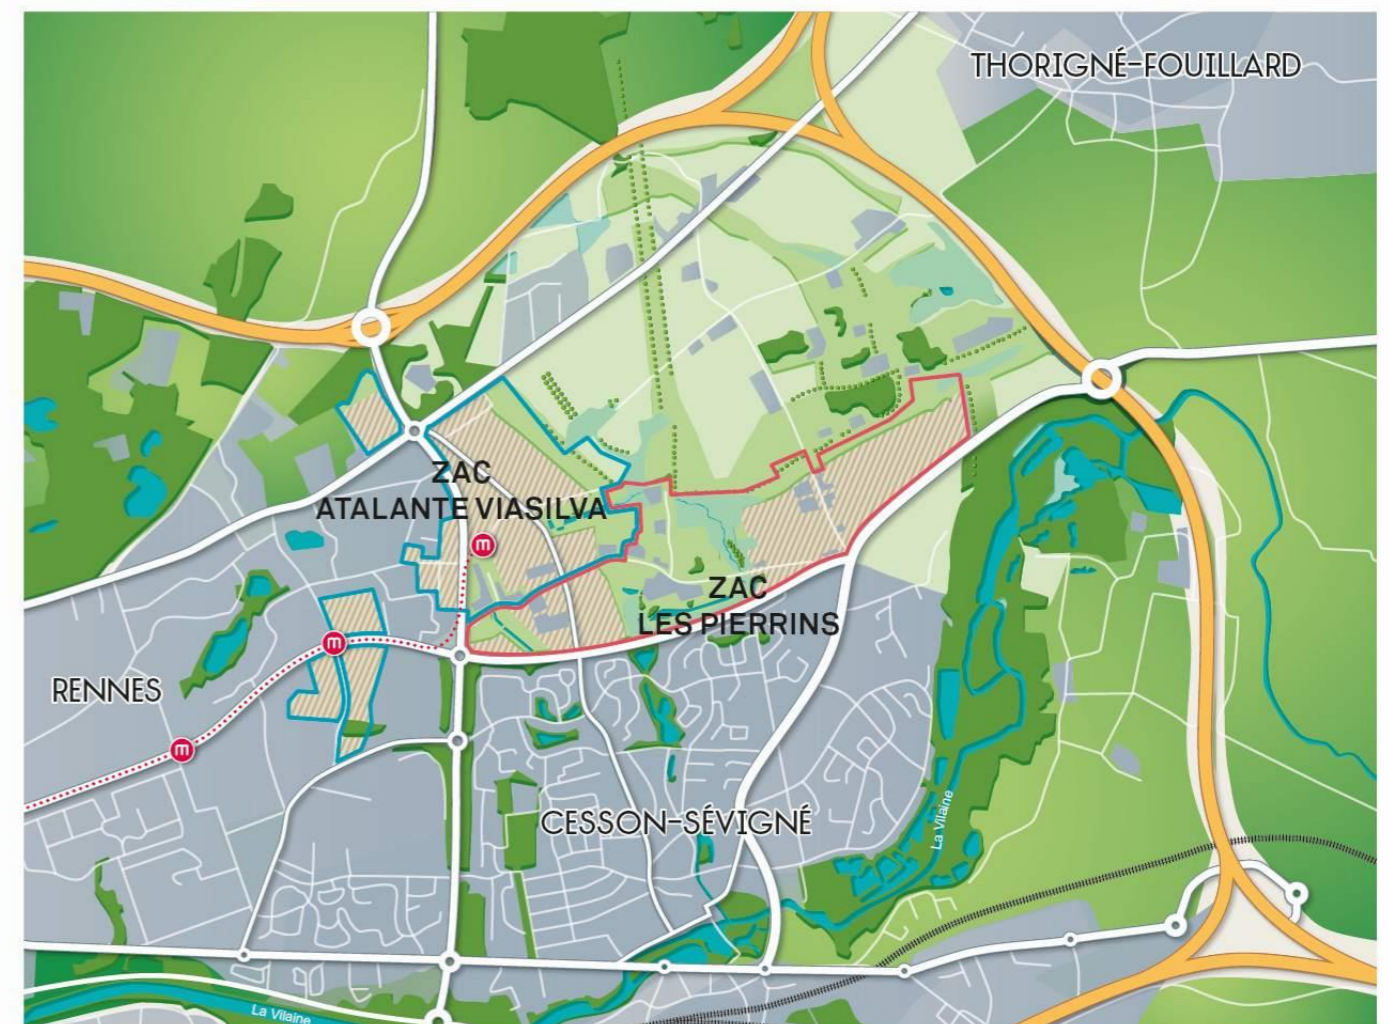 THORIGNÉ-FOUILLARD
ZAC
ATALANTE VIASILVA
m
ZAC
LES PIERRINS
m
RENNES
m
CESSON-SÉVIGNÉ
La Vilaine
La Vilaine